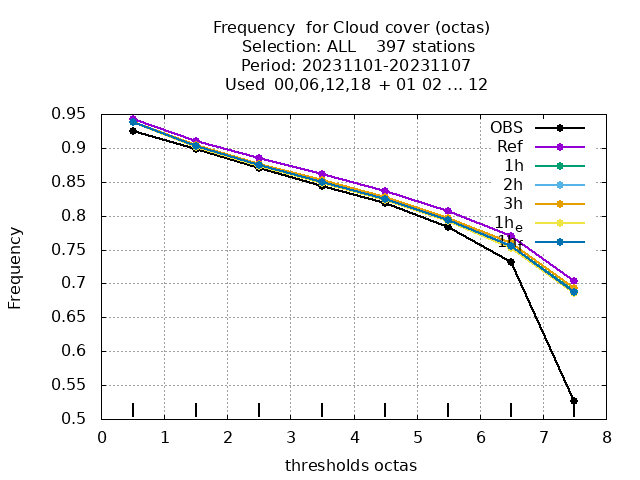 Frequency for Cloud cover (octas)
Selection: ALL 397 stations
Period: 20231101-20231107
Used 00,06,12,18 + 01 02 ... 12
0.95
0.9
0.85
0.8
0.75
0.7
0.65
0.6
0.55
0.5
Frequency
OBS
Ref
1h
2h
3h
1he
0 1 2 3 4 5 6 7 8
thresholds octas